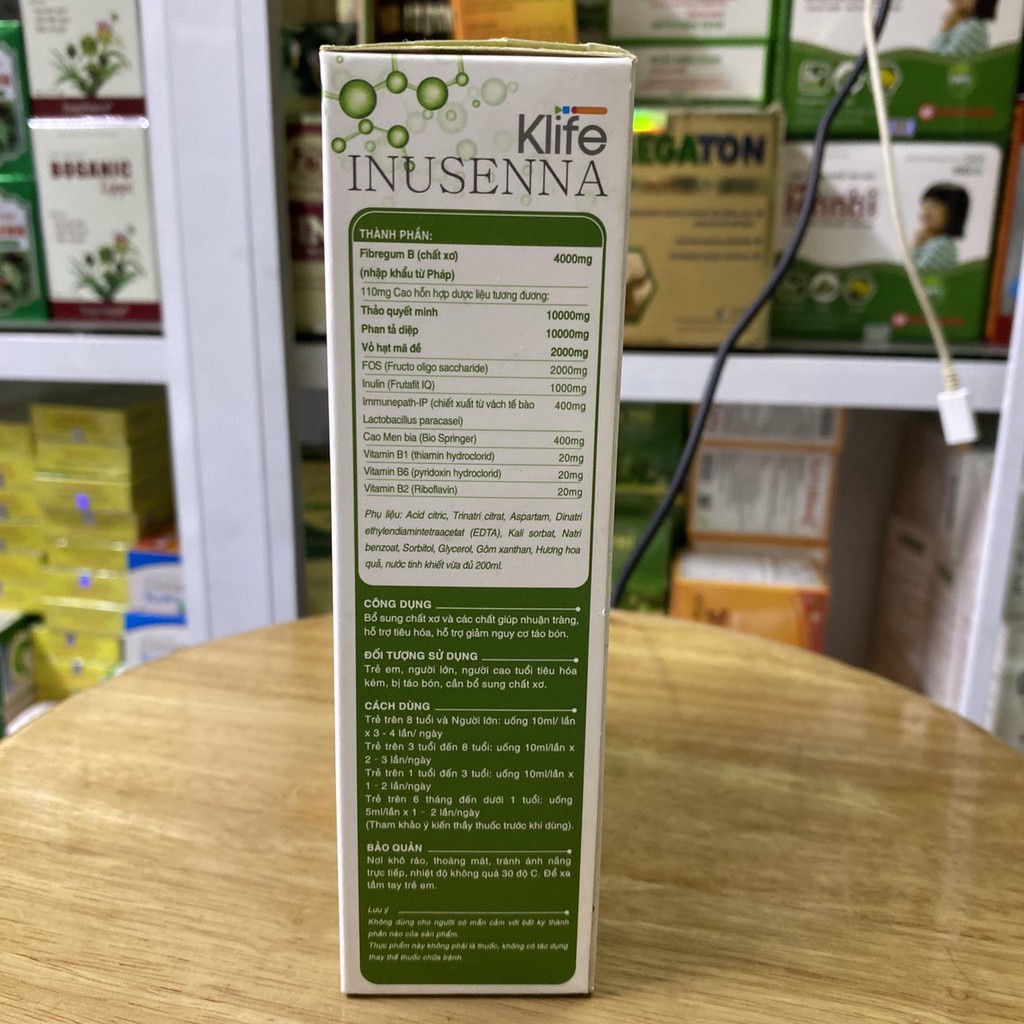 Klife
INUSENNA
THÀNH PHẦN:
Fibregum B (chất xơ) 4000mg
(nhập khẩu từ Pháp)
110mg Cao hỗn hợp dược liệu tương đương:
Thảo quyết minh 10000mg
Phan tả diệp 10000mg
Vỏ hạt mã đề 2000mg
FOS (Fructo oligo saccharide) 2000mg
Inulin (Frutafit IQ) 1000mg
Immunepath-IP (chiết xuất từ vách tế bào 400mg
Lactobacillus paracasei)
Cao Men bia (Bio Springer) 400mg
Vitamin B1 (thiamin hydroclorid) 20mg
Vitamin B6 (pyridoxin hydroclorid) 20mg
Vitamin B2 (Riboflavin) 20mg
Phụ liệu: Acid citric, Trinatri citrat, Aspartam, Dinatri
ethylendiamintetraacetat (EDTA), Kali sorbat, Natri
benzoat, Sorbitol, Glycerol, Gôm xanthan, Hương hoa
quả, nước tinh khiết vừa đủ 200ml.
CÔNG DỤNG
Bổ sung chất xơ và các chất giúp nhuận tràng,
hỗ trợ tiêu hóa, hỗ trợ giảm nguy cơ táo bón.
ĐỐI TƯỢNG SỬ DỤNG
Trẻ em, người lớn, người cao tuổi tiêu hóa
kém, bị táo bón, cần bổ sung chất xơ.
CÁCH DÙNG
Trẻ trên 8 tuổi và Người lớn: uống 10ml/ lần
x 3 - 4 lần/ ngày
Trẻ trên 3 tuổi đến 8 tuổi: uống 10ml/lần x
2 - 3 lần/ngày
Trẻ trên 1 tuổi đến 3 tuổi: uống 10ml/lần x
1 - 2 lần/ngày
Trẻ trên 6 tháng đến dưới 1 tuổi: uống
5ml/lần x 1 - 2 lần/ngày
(Tham khảo ý kiến thầy thuốc trước khi dùng).
BẢO QUẢN
Nơi khô ráo, thoáng mát, tránh ánh nắng
trực tiếp, nhiệt độ không quá 30 độ C. Để xa
tầm tay trẻ em.
Lưu ý
Không dùng cho người có mẫn cảm với bất kỳ thành
phần nào của sản phẩm.
Thực phẩm này không phải là thuốc, không có tác dụng
thay thế thuốc chữa bệnh.
BOGANIC
EGATON